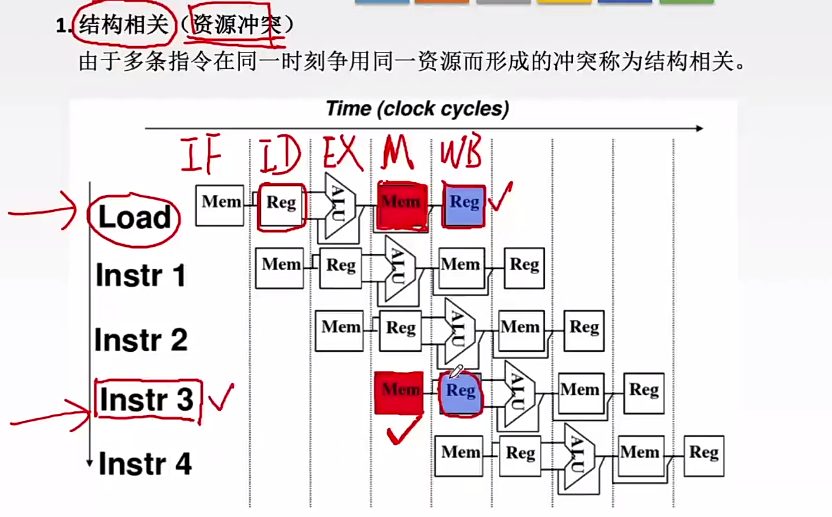 1.结构相关（资源冲突）
由于多条指令在同一时刻争用同一资源而形成的冲突称为结构相关。
Time (clock cycles)
IF ID EX M WB
Load Mem Reg ALU Mem Reg
Instr 1 Mem Reg ALU Mem Reg
Instr 2 Mem Reg ALU Mem Reg
Instr 3 Mem Reg ALU Mem Reg
Instr 4 Mem Reg ALU Mem Reg